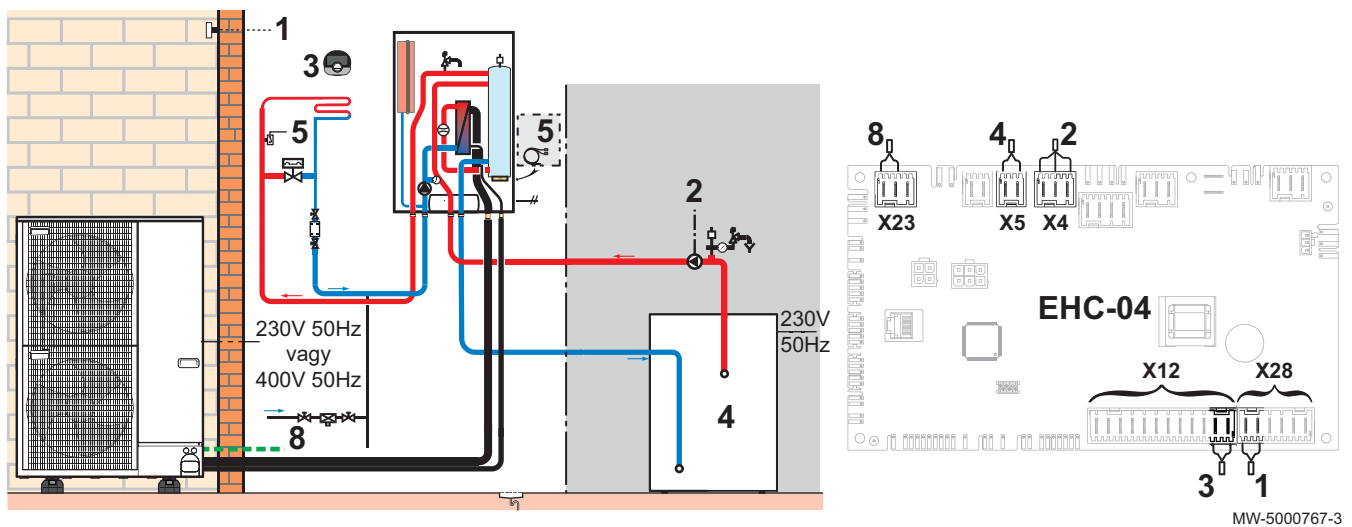 1
3
5
5
2
230V 50Hz
vagy
400V 50Hz
8
230V
50Hz
4
8
4
2
X23
X5
X4
EHC-04
X12
X28
3
1
MW-5000767-3